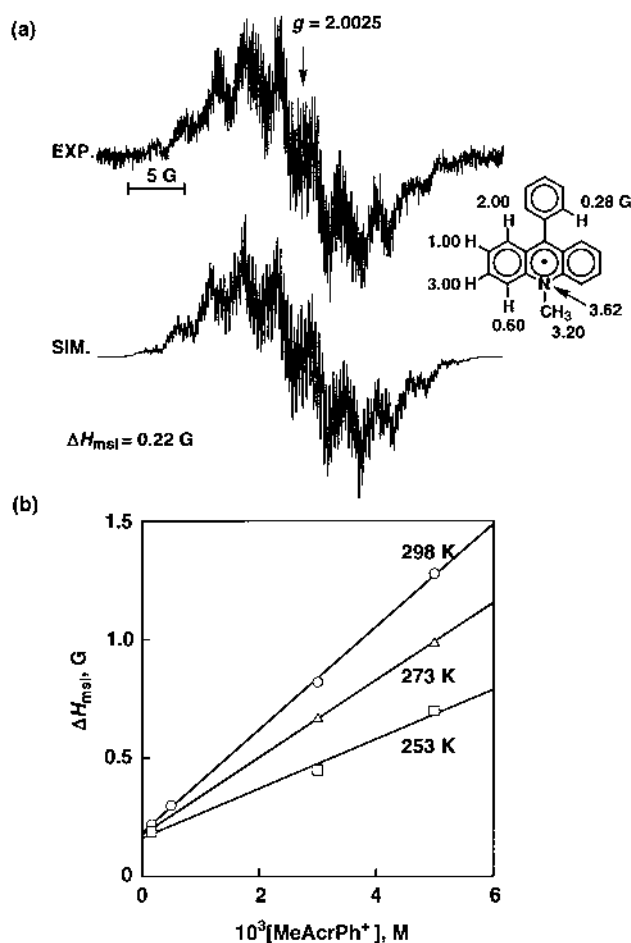 (a)
g = 2.0025
EXP.
5 G
2.00
H
H
0.28 G
1.00 H
3.00 H
H
N
CH3
3.62
0.60
3.20
SIM.
ΔHmsl = 0.22 G
(b)
1.5
1.0
0.5
0
ΔHmsl, G
298 K
273 K
253 K
0
2
4
6
10³[MeAcrPh⁺], M